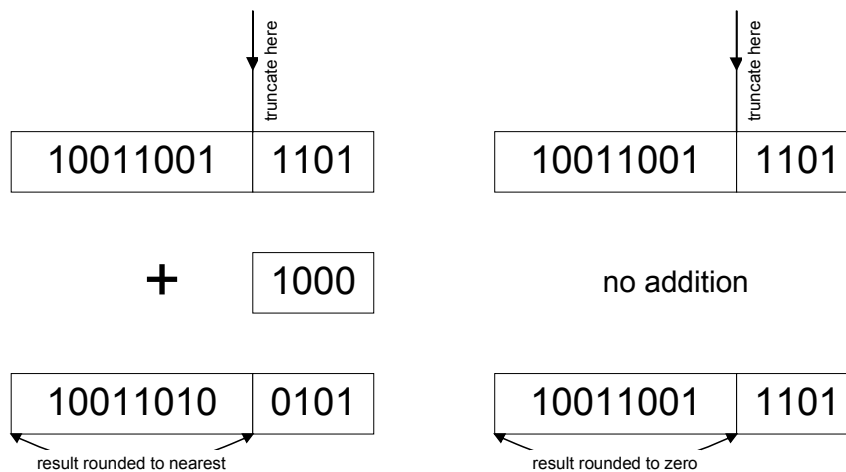 truncate here
10011001 1101
+ 1000
10011010 0101
result rounded to nearest
truncate here
10011001 1101
no addition
10011001 1101
result rounded to zero